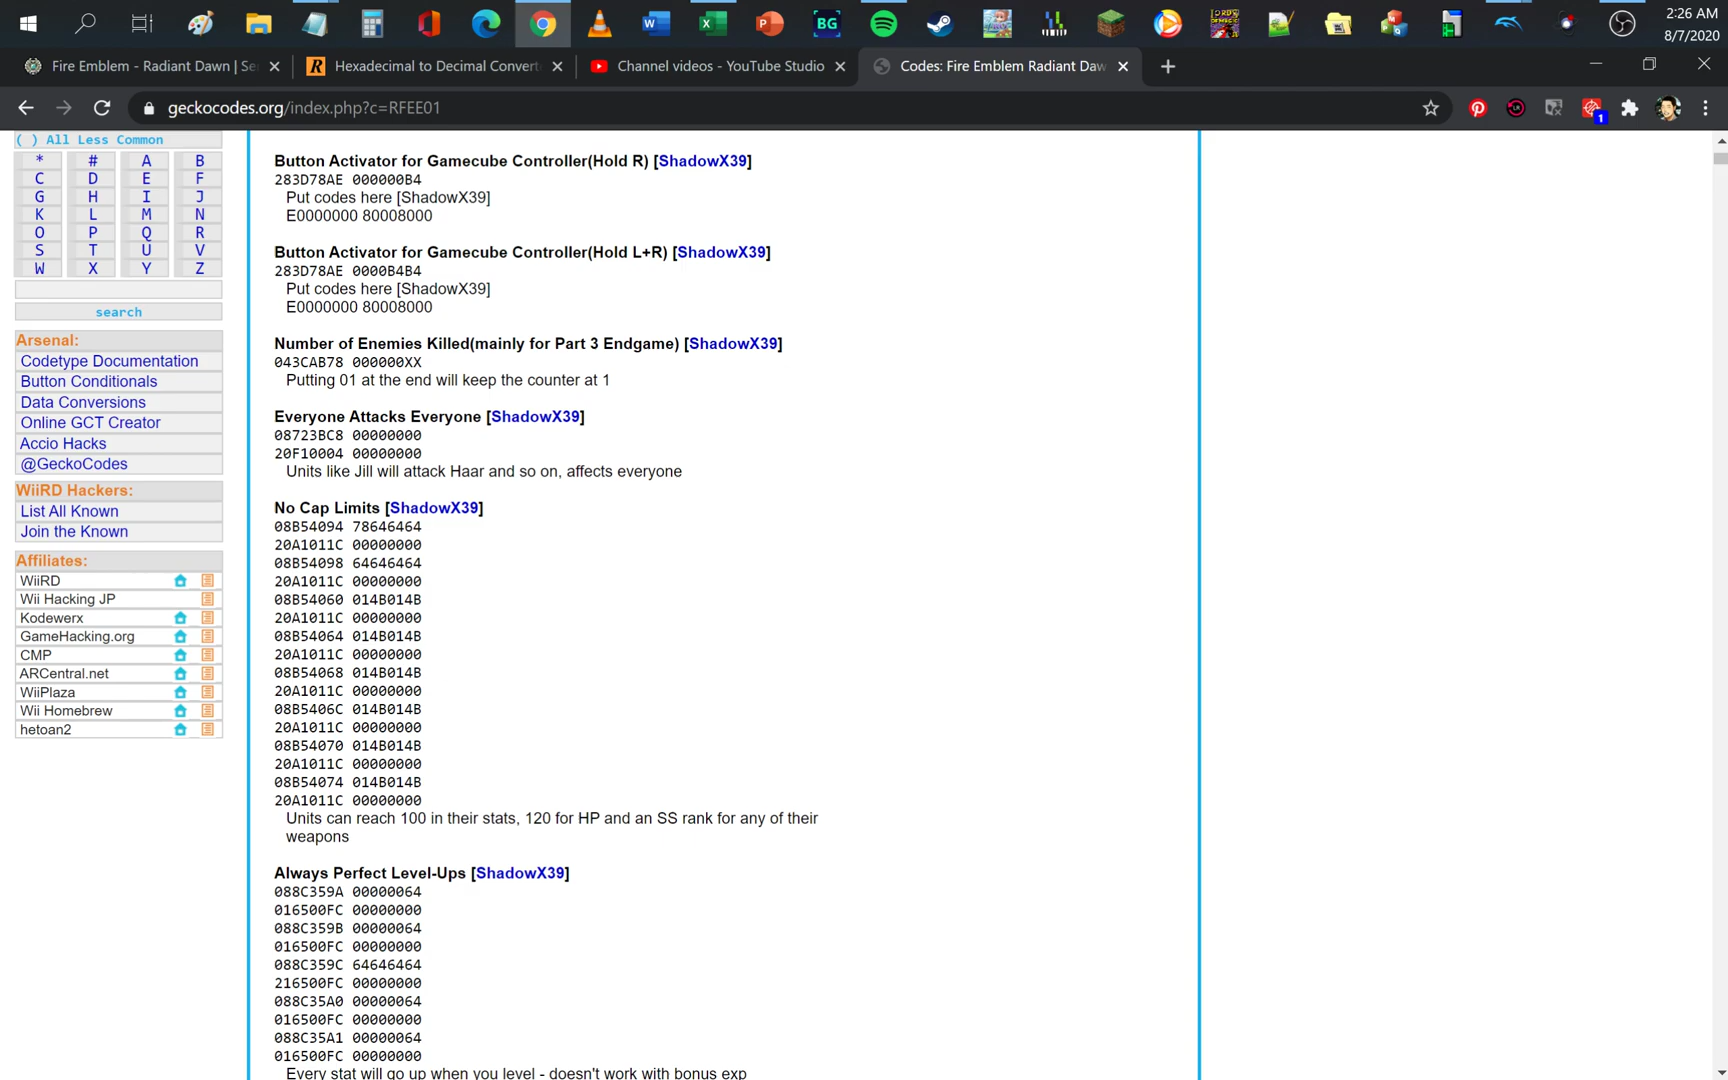 2:26 AM
8/7/2020
Fire Emblem - Radiant Dawn | Se
Hexadecimal to Decimal Convert
Channel videos - YouTube Studio
Codes: Fire Emblem Radiant Daw
geckocodes.org/index.php?c=RFEE01
1
( ) All Less Common
* # A B
C D E F
G H I J
K L M N
O P Q R
S T U V
W X Y Z
search
Arsenal:
Codetype Documentation
Button Conditionals
Data Conversions
Online GCT Creator
Accio Hacks
@GeckoCodes
WiiRD Hackers:
List All Known
Join the Known
Affiliates:
WiiRD
Wii Hacking JP
Kodewerx
GameHacking.org
CMP
ARCentral.net
WiiPlaza
Wii Homebrew
hetoan2
Button Activator for Gamecube Controller(Hold R) [ShadowX39]
283D78AE 000000B4
Put codes here [ShadowX39]
E0000000 80008000
Button Activator for Gamecube Controller(Hold L+R) [ShadowX39]
283D78AE 0000B4B4
Put codes here [ShadowX39]
E0000000 80008000
Number of Enemies Killed(mainly for Part 3 Endgame) [ShadowX39]
043CAB78 000000XX
Putting 01 at the end will keep the counter at 1
Everyone Attacks Everyone [ShadowX39]
08723BC8 00000000
20F10004 00000000
Units like Jill will attack Haar and so on, affects everyone
No Cap Limits [ShadowX39]
08B54094 78646464
20A1011C 00000000
08B54098 64646464
20A1011C 00000000
08B54060 014B014B
20A1011C 00000000
08B54064 014B014B
20A1011C 00000000
08B54068 014B014B
20A1011C 00000000
08B5406C 014B014B
20A1011C 00000000
08B54070 014B014B
20A1011C 00000000
08B54074 014B014B
20A1011C 00000000
Units can reach 100 in their stats, 120 for HP and an SS rank for any of their
weapons
Always Perfect Level-Ups [ShadowX39]
088C359A 00000064
016500FC 00000000
088C359B 00000064
016500FC 00000000
088C359C 64646464
216500FC 00000000
088C35A0 00000064
016500FC 00000000
088C35A1 00000064
016500FC 00000000
Every stat will go up when you level - doesn't work with bonus exp